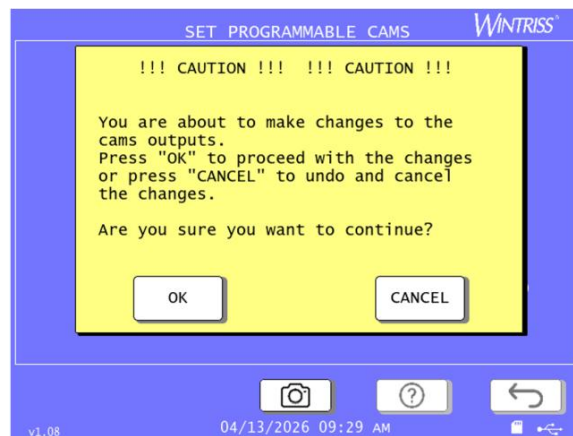 SET PROGRAMMABLE CAMS
WINTRISS®
!!! CAUTION !!! !!! CAUTION !!!
You are about to make changes to the
cams outputs.
Press "OK" to proceed with the changes
or press "CANCEL" to undo and cancel
the changes.
Are you sure you want to continue?
OK
CANCEL
?
v1.08
04/13/2026 09:29 AM